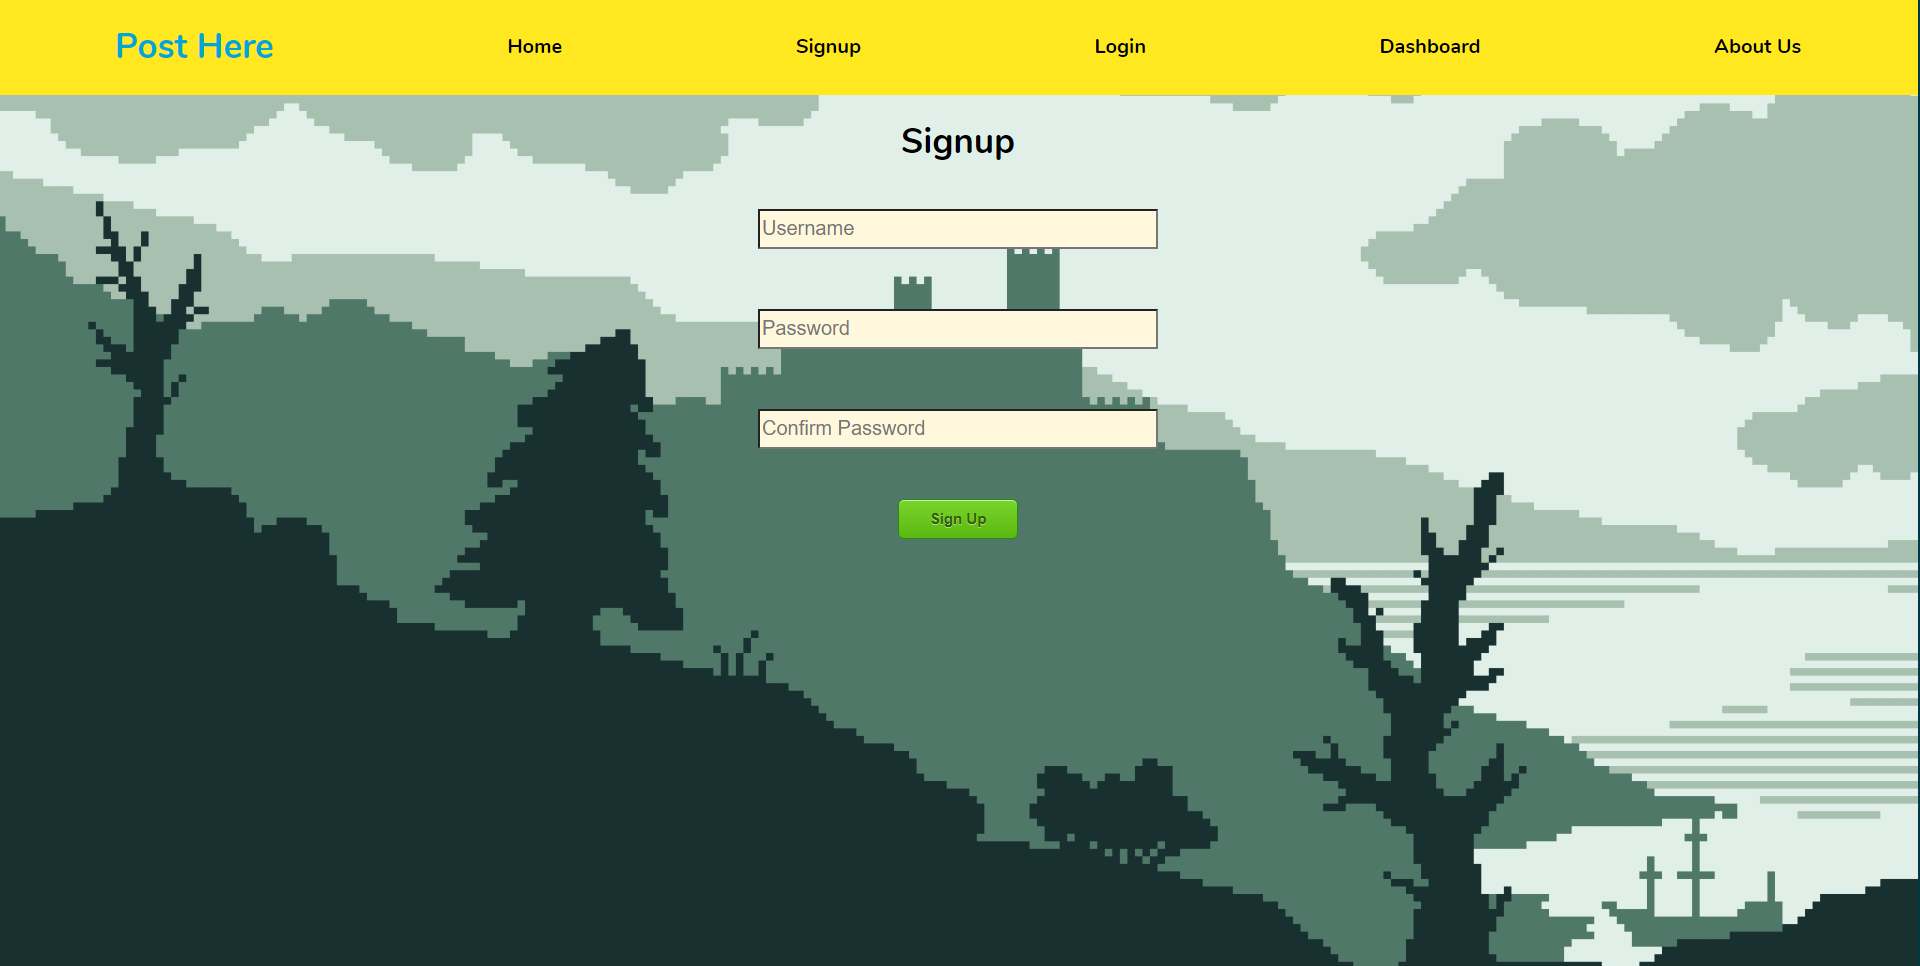 Post Here Home Signup Login Dashboard About Us
Signup
Username
Password
Confirm Password
Sign Up